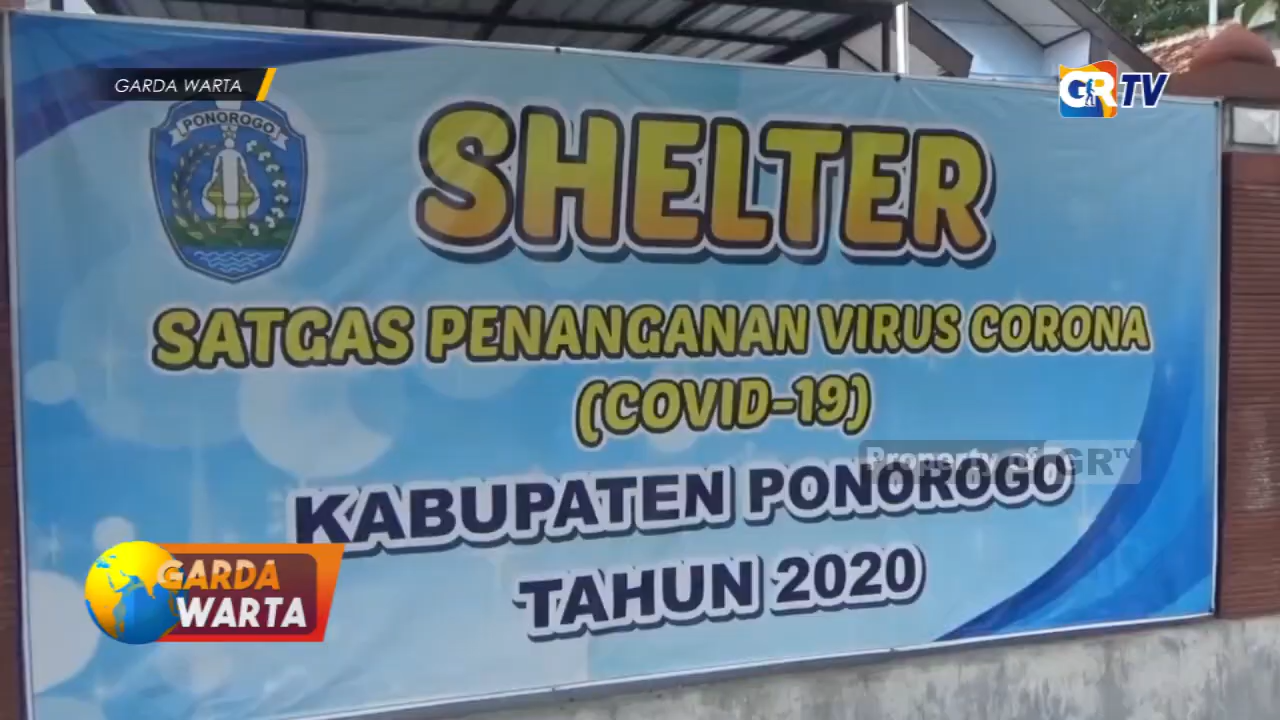 GARDA WARTA
GRTV
PONOROGO
SHELTER
SATGAS PENANGANAN VIRUS CORONA
(COVID-19)
Property of GRTV
KABUPATEN PONOROGO
TAHUN 2020
GARDA
WARTA